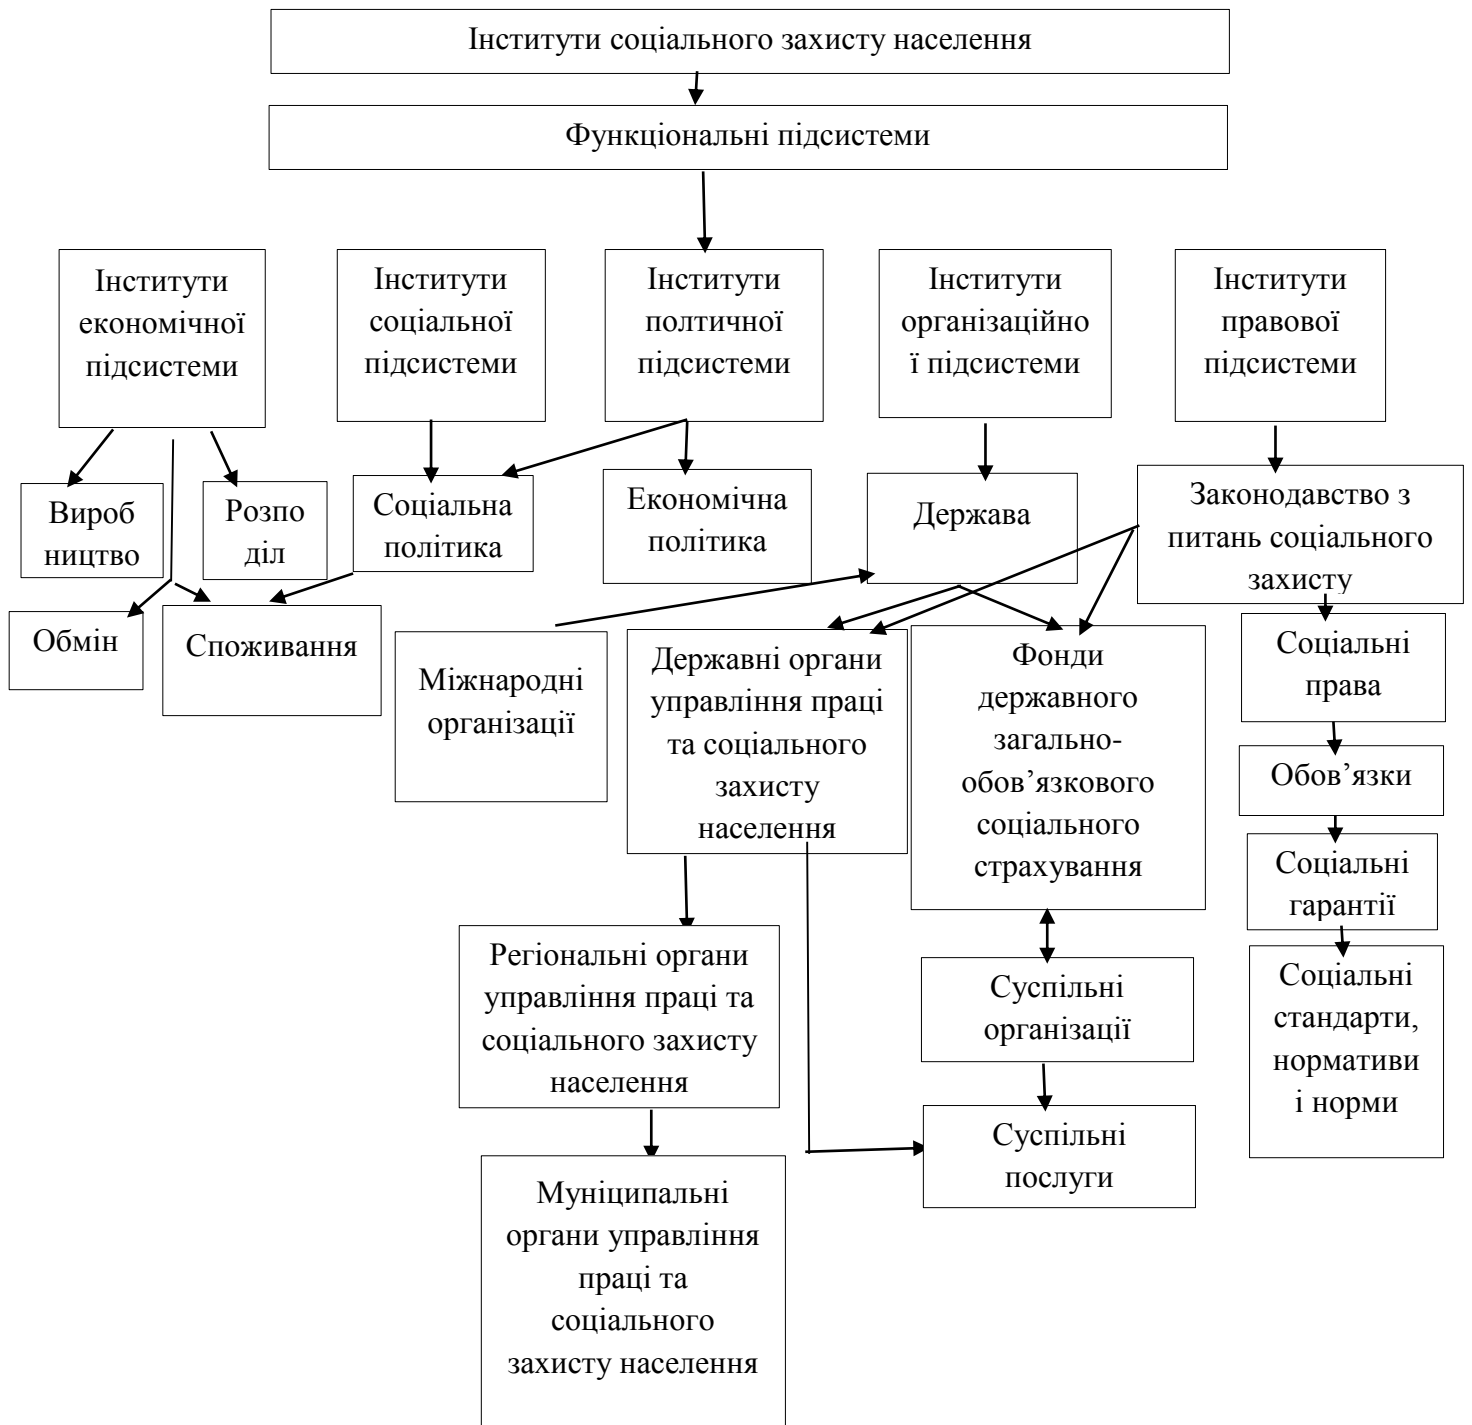 Інститути соціального захисту населення
Функціональні підсистеми
Інститути
економічної
підсистеми
Інститути
соціальної
підсистеми
Інститути
полтичної
підсистеми
Інститути
організаційно
ї підсистеми
Інститути
правової
підсистеми
Вироб
ництво
Розпо
діл
Соціальна
політика
Економічна
політика
Держава
Законодавство з
питань соціального
захисту
Обмін
Споживання
Міжнародні
організації
Державні органи
управління праці
та соціального
захисту
населення
Фонди
державного
загально-
обов’язкового
соціального
страхування
Соціальні
права
Обов’язки
Соціальні
гарантії
Регіональні органи
управління праці та
соціального захисту
населення
Суспільні
організації
Соціальні
стандарти,
нормативи
і норми
Суспільні
послуги
Муніципальні
органи управління
праці та
соціального
захисту населення